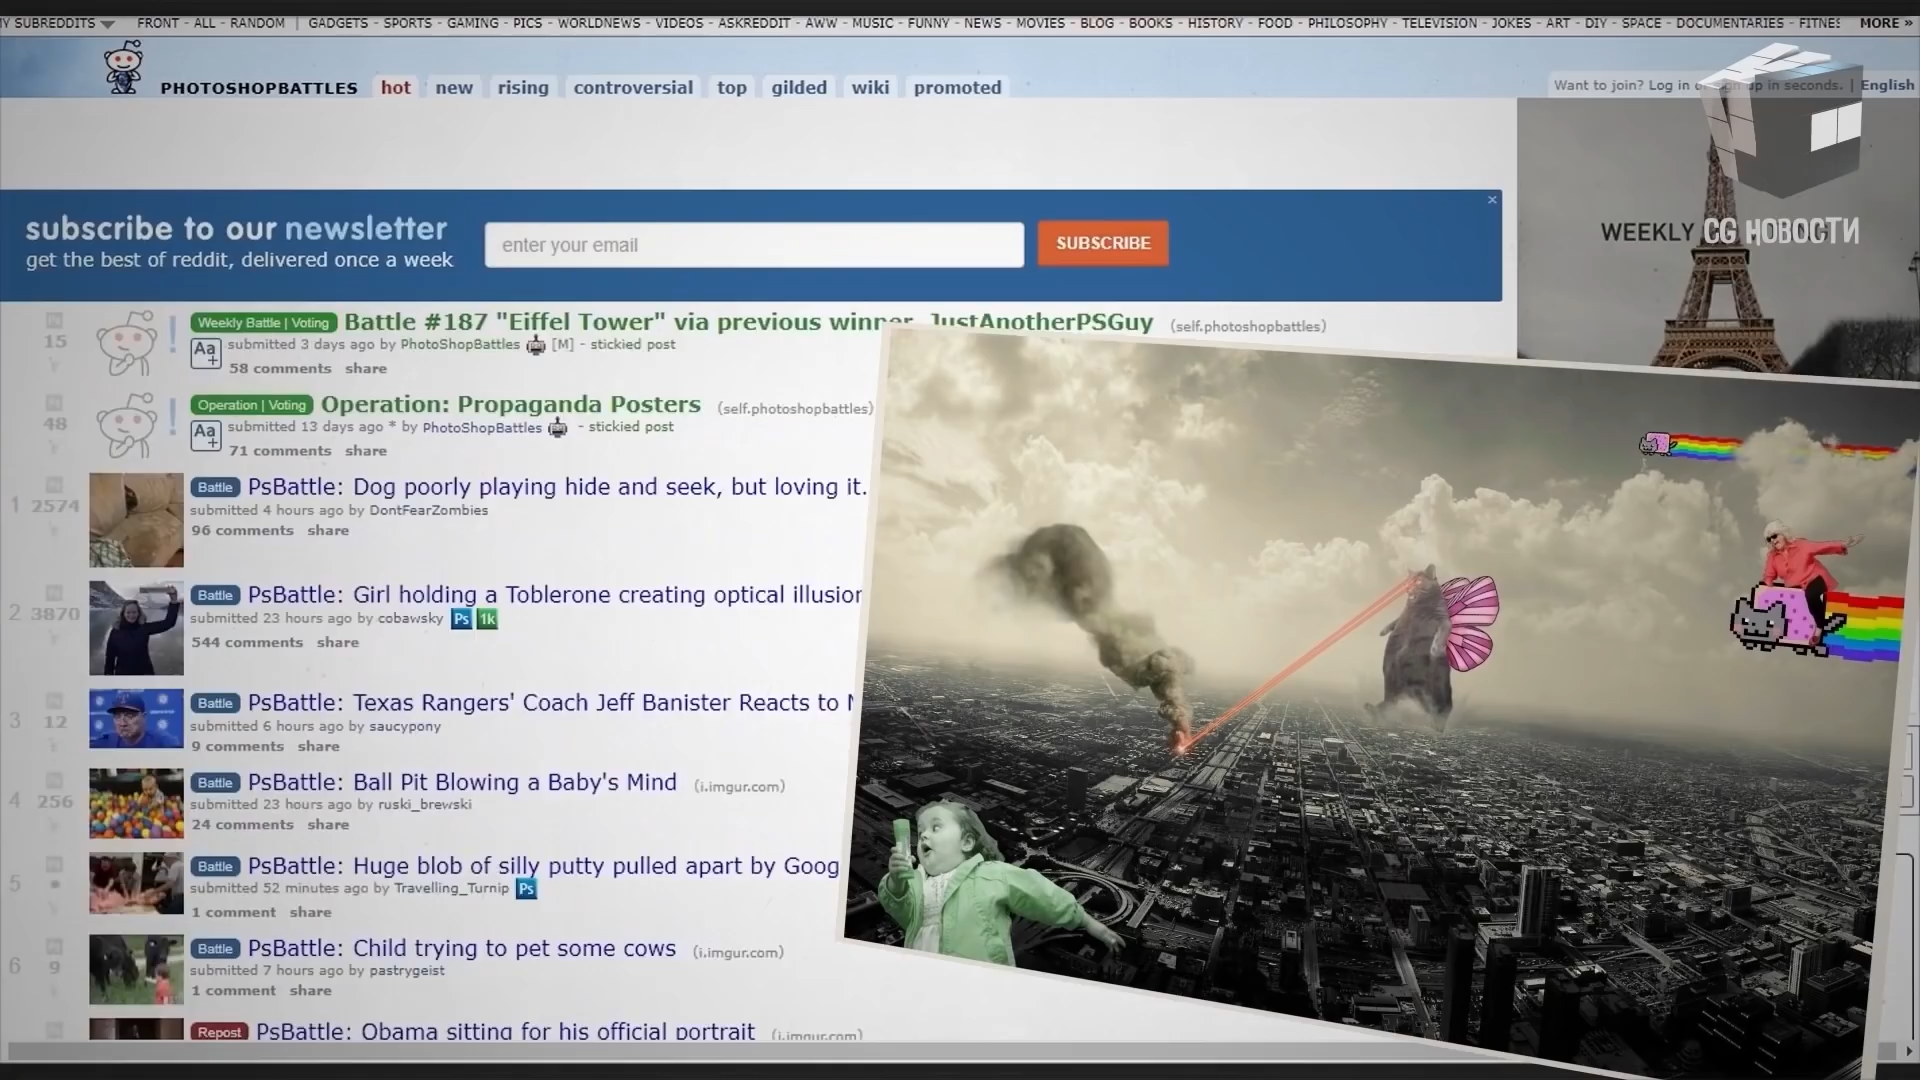 MY SUBREDDITS FRONT - ALL - RANDOM | GADGETS - SPORTS - GAMING - PICS - WORLDNEWS - VIDEOS - ASKREDDIT - AWW - MUSIC - FUNNY - NEWS - MOVIES - BLOG - BOOKS - HISTORY - FOOD - PHILOSOPHY - TELEVISION - JOKES - ART - DIY - SPACE - DOCUMENTARIES - FITNES MORE »
PHOTOSHOPBATTLES hot new rising controversial top gilded wiki promoted
Want to join? Log in up in seconds. | English
subscribe to our newsletter
get the best of reddit, delivered once a week
enter your email
SUBSCRIBE
WEEKLY
CG НОВОСТИ
15
Weekly Battle | Voting Battle #187 "Eiffel Tower" via previous winner, JustAnotherPSGuy (self.photoshopbattles)
Aa+ submitted 3 days ago by PhotoShopBattles [M] - stickied post
58 comments share
48
Operation | Voting Operation: Propaganda Posters (self.photoshopbattles)
Aa+ submitted 13 days ago * by PhotoShopBattles - stickied post
71 comments share
1 2574
Battle PsBattle: Dog poorly playing hide and seek, but loving it.
submitted 4 hours ago by DontFearZombies
96 comments share
2 3870
Battle PsBattle: Girl holding a Toblerone creating optical illusion
submitted 23 hours ago by cobawsky Ps 1k
544 comments share
3 12
Battle PsBattle: Texas Rangers' Coach Jeff Banister Reacts to
submitted 6 hours ago by saucypony
9 comments share
4 256
Battle PsBattle: Ball Pit Blowing a Baby's Mind (i.imgur.com)
submitted 23 hours ago by ruski_brewski
24 comments share
5 •
Battle PsBattle: Huge blob of silly putty pulled apart by Goog
submitted 52 minutes ago by Travelling_Turnip Ps
1 comment share
6 9
Battle PsBattle: Child trying to pet some cows (i.imgur.com)
submitted 7 hours ago by pastrygeist
1 comment share
Repost PsBattle: Obama sitting for his official portrait (i.imgur.com)